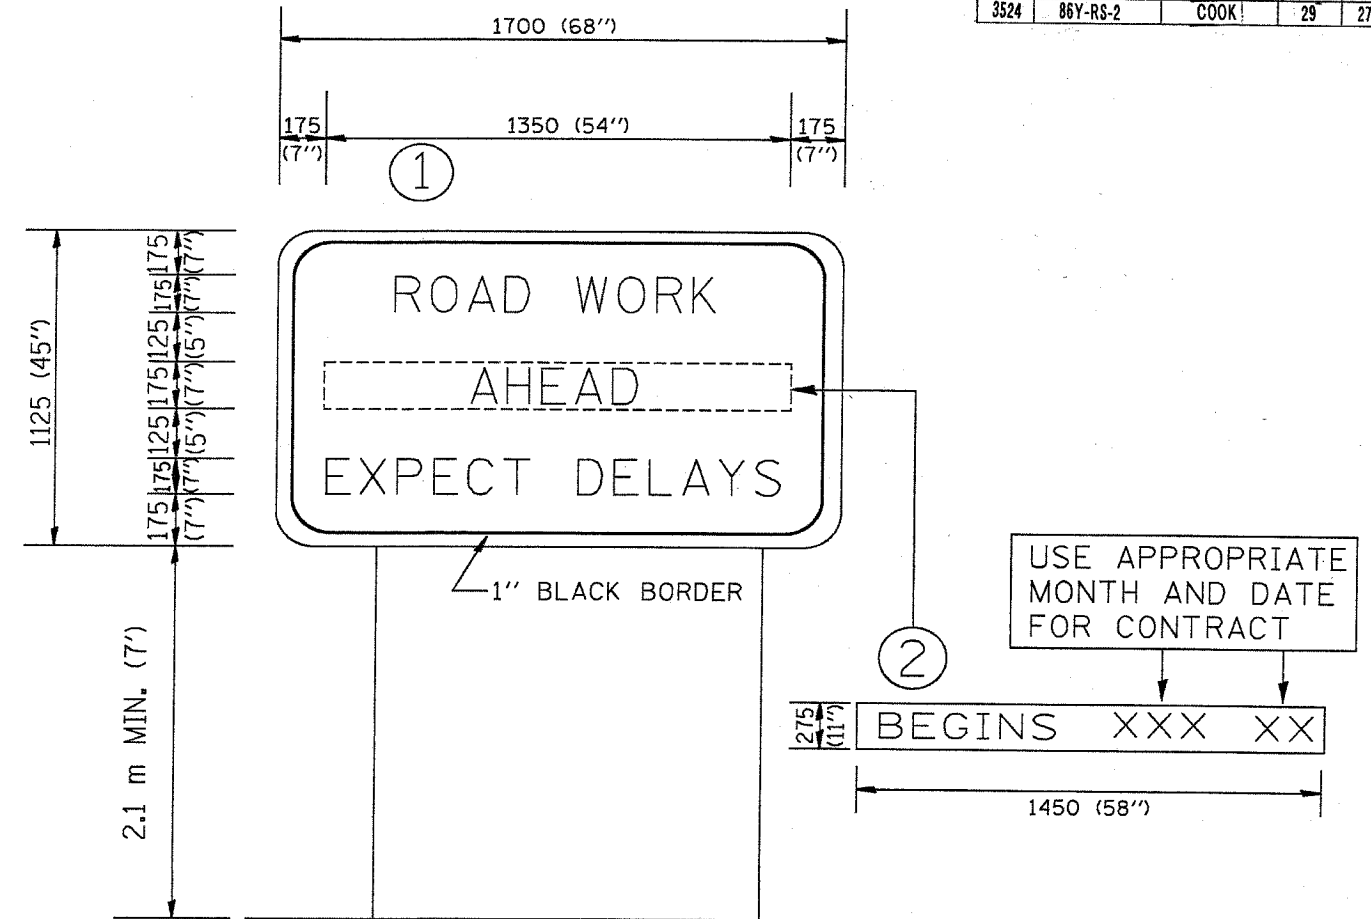 3524 86Y-RS-2 COOK 29 27
1700 (68")
175 (7")
1350 (54")
175 (7")
1
1125 (45")
175 (7")
175 (7")
125 (5")
175 (7")
125 (5")
175 (7")
175 (7")
ROAD WORK
AHEAD
EXPECT DELAYS
1" BLACK BORDER
2.1 m MIN. (7')
2
USE APPROPRIATE
MONTH AND DATE
FOR CONTRACT
275 (11")
BEGINS XXX XX
1450 (58")